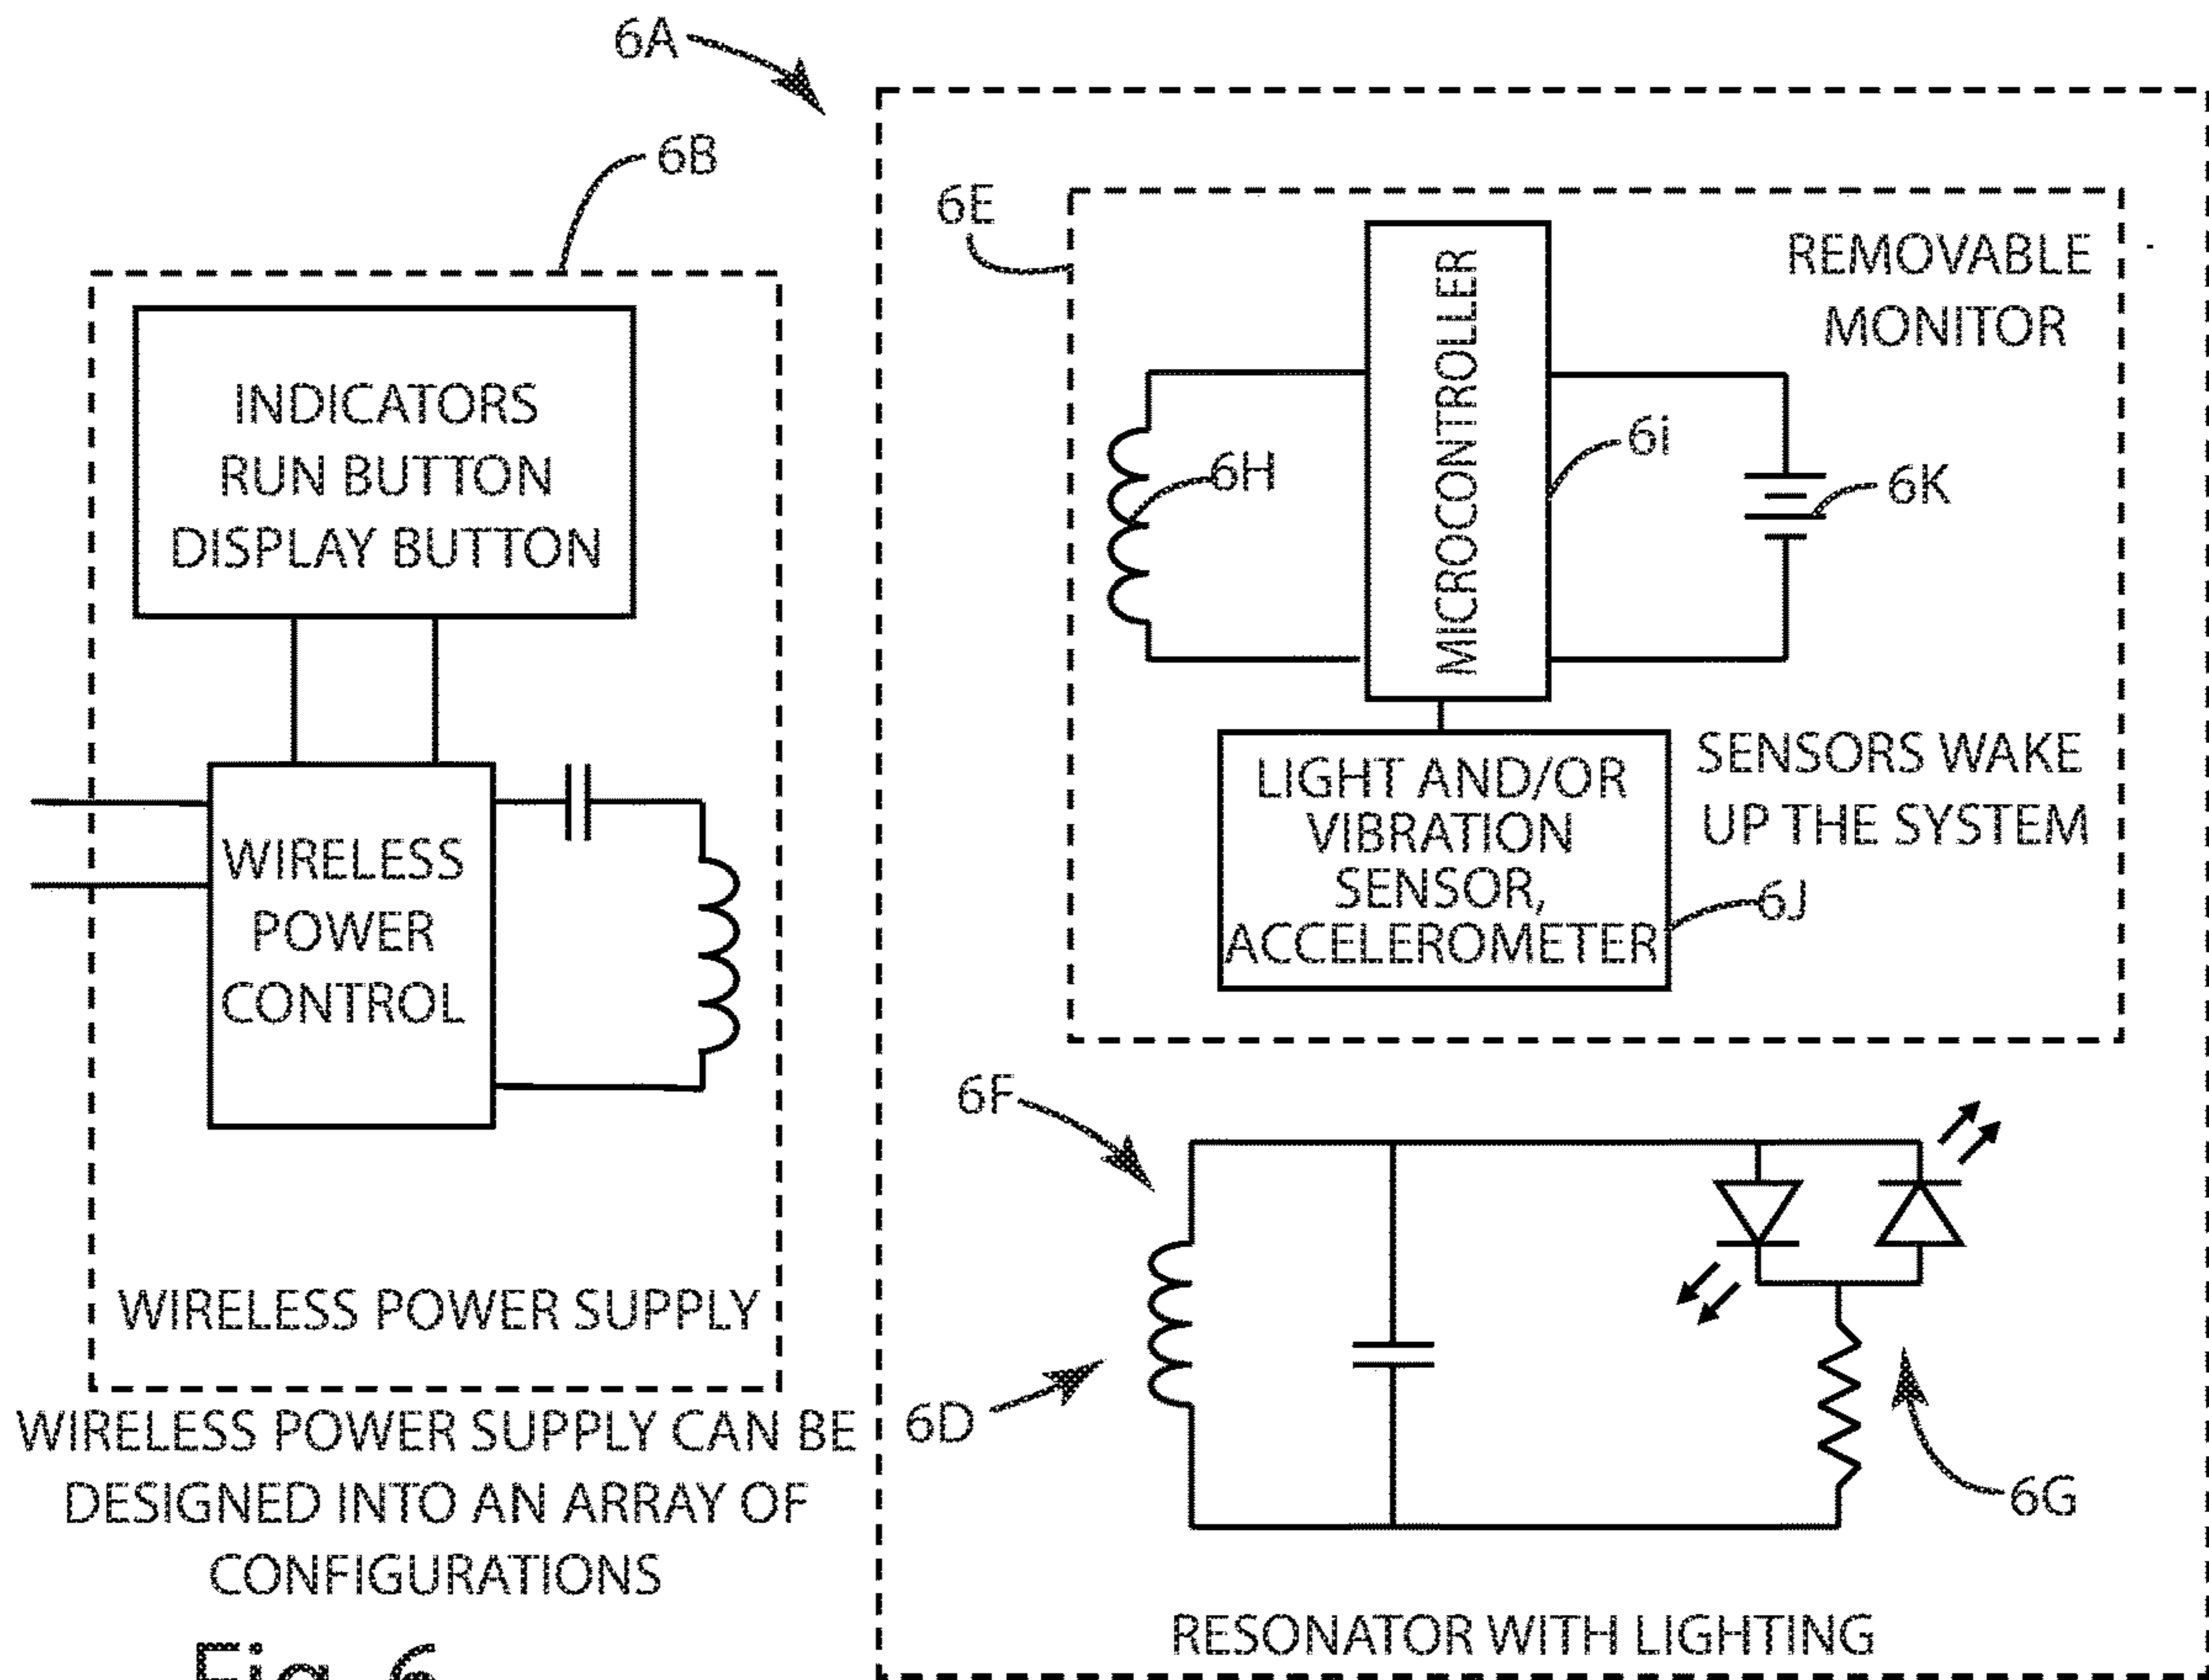 6A
6B
INDICATORS
RUN BUTTON
DISPLAY BUTTON
WIRELESS
POWER
CONTROL
WIRELESS POWER SUPPLY
WIRELESS POWER SUPPLY CAN BE
DESIGNED INTO AN ARRAY OF
CONFIGURATIONS
Fig. 6
6E
REMOVABLE
MONITOR
MICROCONTROLLER
6H
6i
6K
LIGHT AND/OR
VIBRATION
SENSOR,
ACCELEROMETER
SENSORS WAKE
UP THE SYSTEM
6J
6F
6D
6G
RESONATOR WITH LIGHTING